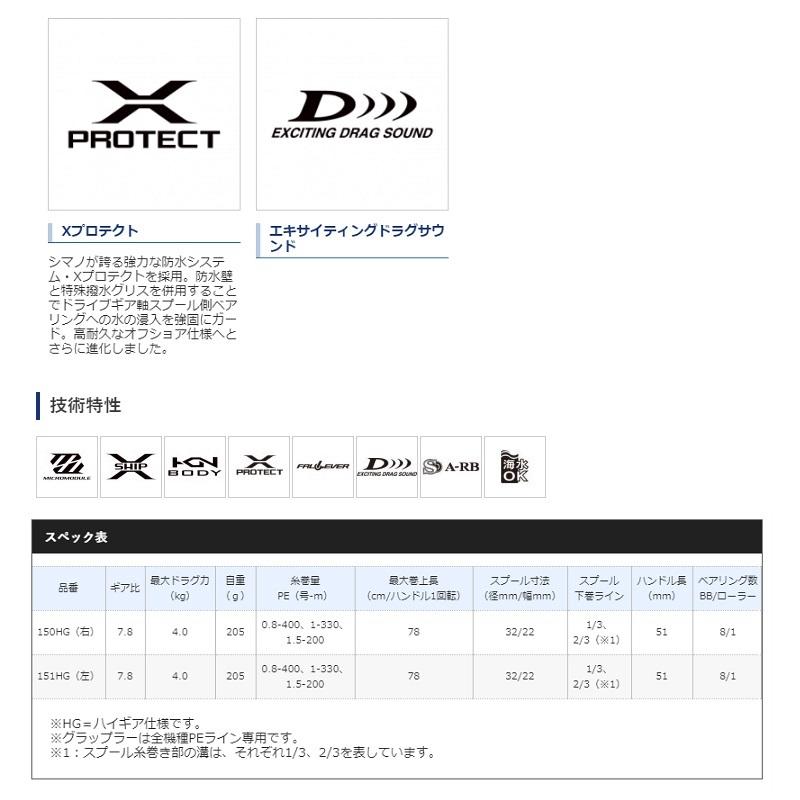 X
PROTECT
D
EXCITING DRAG SOUND
Xプロテクト
エキサイティングドラグサウ
ンド
シマノが誇る強力な防水システ
ム・Xプロテクトを採用。防水壁
と特殊撥水グリスを併用すること
でドライブギア軸スプール側ベア
リングへの水の浸入を強固にガー
ド。高耐久なオフショア仕様へと
さらに進化しました。
技術特性
MICROMODULE
X SHIP
HGN BODY
X PROTECT
FALL LEVER
D EXCITING DRAG SOUND
S A-RB
海水OK
スペック表
品番 ギア比 最大ドラグ力（kg） 自重（g） 糸巻量PE（号-m） 最大巻上長（cm/ハンドル1回転） スプール寸法（径mm/幅mm） スプール下巻ライン ハンドル長（mm） ベアリング数BB/ローラー
150HG（右） 7.8 4.0 205 0.8-400、1-330、1.5-200 78 32/22 1/3、2/3（※1） 51 8/1
151HG（左） 7.8 4.0 205 0.8-400、1-330、1.5-200 78 32/22 1/3、2/3（※1） 51 8/1
※HG＝ハイギア仕様です。
※グラップラーは全機種PEライン専用です。
※1：スプール糸巻き部の溝は、それぞれ1/3、2/3を表しています。